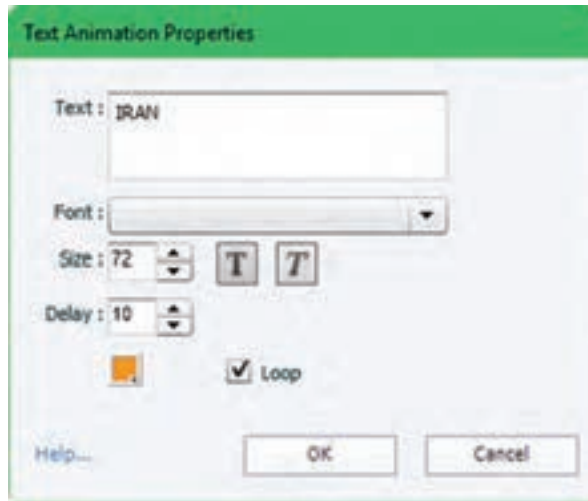 Text Animation Properties
Text : IRAN
Font :
Size : 72 T T
Delay : 10
Loop
Help... OK Cancel